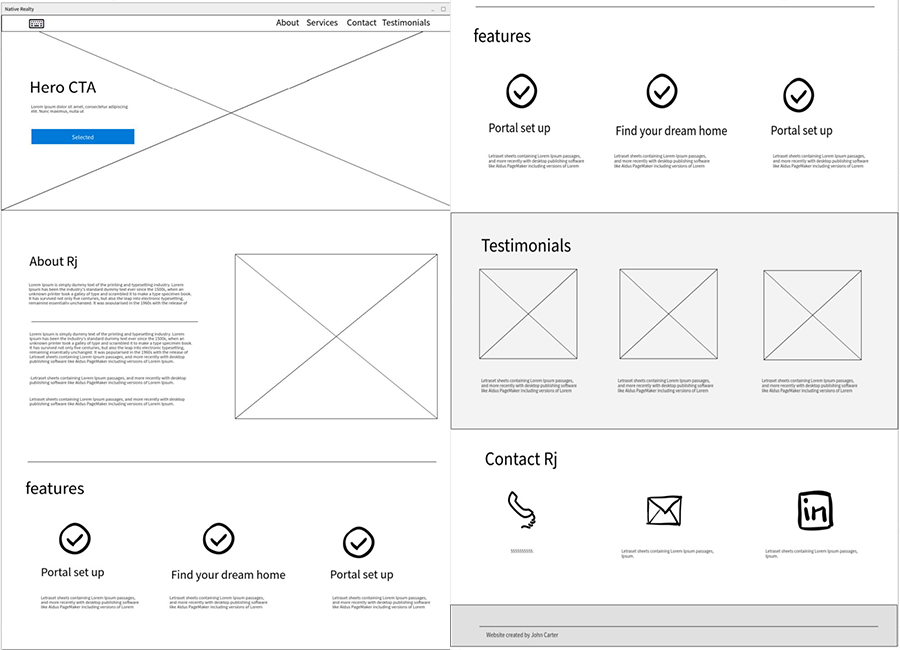 Native Realty
About Services Contact Testimonials
Hero CTA
Lorem ipsum dolor sit amet, consectetur adipiscing
elit. Nunc maximus, nulla ut
Selected
About Rj
Lorem Ipsum is simply dummy text of the printing and typesetting industry. Lorem
Ipsum has been the industry's standard dummy text ever since the 1500s, when an
unknown printer took a galley of type and scrambled it to make a type specimen book.
It has survived not only five centuries, but also the leap into electronic typesetting,
remaining essentially unchanged. It was popularised in the 1960s with the release of
Lorem Ipsum is simply dummy text of the printing and typesetting industry. Lorem
Ipsum has been the industry's standard dummy text ever since the 1500s, when an
unknown printer took a galley of type and scrambled it to make a type specimen book.
It has survived not only five centuries, but also the leap into electronic typesetting,
remaining essentially unchanged. It was popularised in the 1960s with the release of
Letraset sheets containing Lorem Ipsum passages, and more recently with desktop
publishing software like Aldus PageMaker including versions of Lorem Ipsum.
Letraset sheets containing Lorem Ipsum passages, and more recently with desktop
publishing software like Aldus PageMaker including versions of Lorem Ipsum.
Letraset sheets containing Lorem Ipsum passages, and more recently with desktop
publishing software like Aldus PageMaker including versions of Lorem Ipsum.
features
Portal set up
Find your dream home
Portal set up
Letraset sheets containing Lorem Ipsum passages,
and more recently with desktop publishing software
like Aldus PageMaker including versions of Lorem
Letraset sheets containing Lorem Ipsum passages,
and more recently with desktop publishing software
like Aldus PageMaker including versions of Lorem
Letraset sheets containing Lorem Ipsum passages,
and more recently with desktop publishing software
like Aldus PageMaker including versions of Lorem
features
Portal set up
Find your dream home
Portal set up
Letraset sheets containing Lorem Ipsum passages,
and more recently with desktop publishing software
like Aldus PageMaker including versions of Lorem
Letraset sheets containing Lorem Ipsum passages,
and more recently with desktop publishing software
like Aldus PageMaker including versions of Lorem
Letraset sheets containing Lorem Ipsum passages,
and more recently with desktop publishing software
like Aldus PageMaker including versions of Lorem
Testimonials
Letraset sheets containing Lorem Ipsum passages,
and more recently with desktop publishing software
like Aldus PageMaker including versions of Lorem
Letraset sheets containing Lorem Ipsum passages,
and more recently with desktop publishing software
like Aldus PageMaker including versions of Lorem
Letraset sheets containing Lorem Ipsum passages,
and more recently with desktop publishing software
like Aldus PageMaker including versions of Lorem
Contact Rj
in
Letraset sheets containing Lorem Ipsum passages,
Ipsum.
Letraset sheets containing Lorem Ipsum passages,
Ipsum.
Website created by John Carter